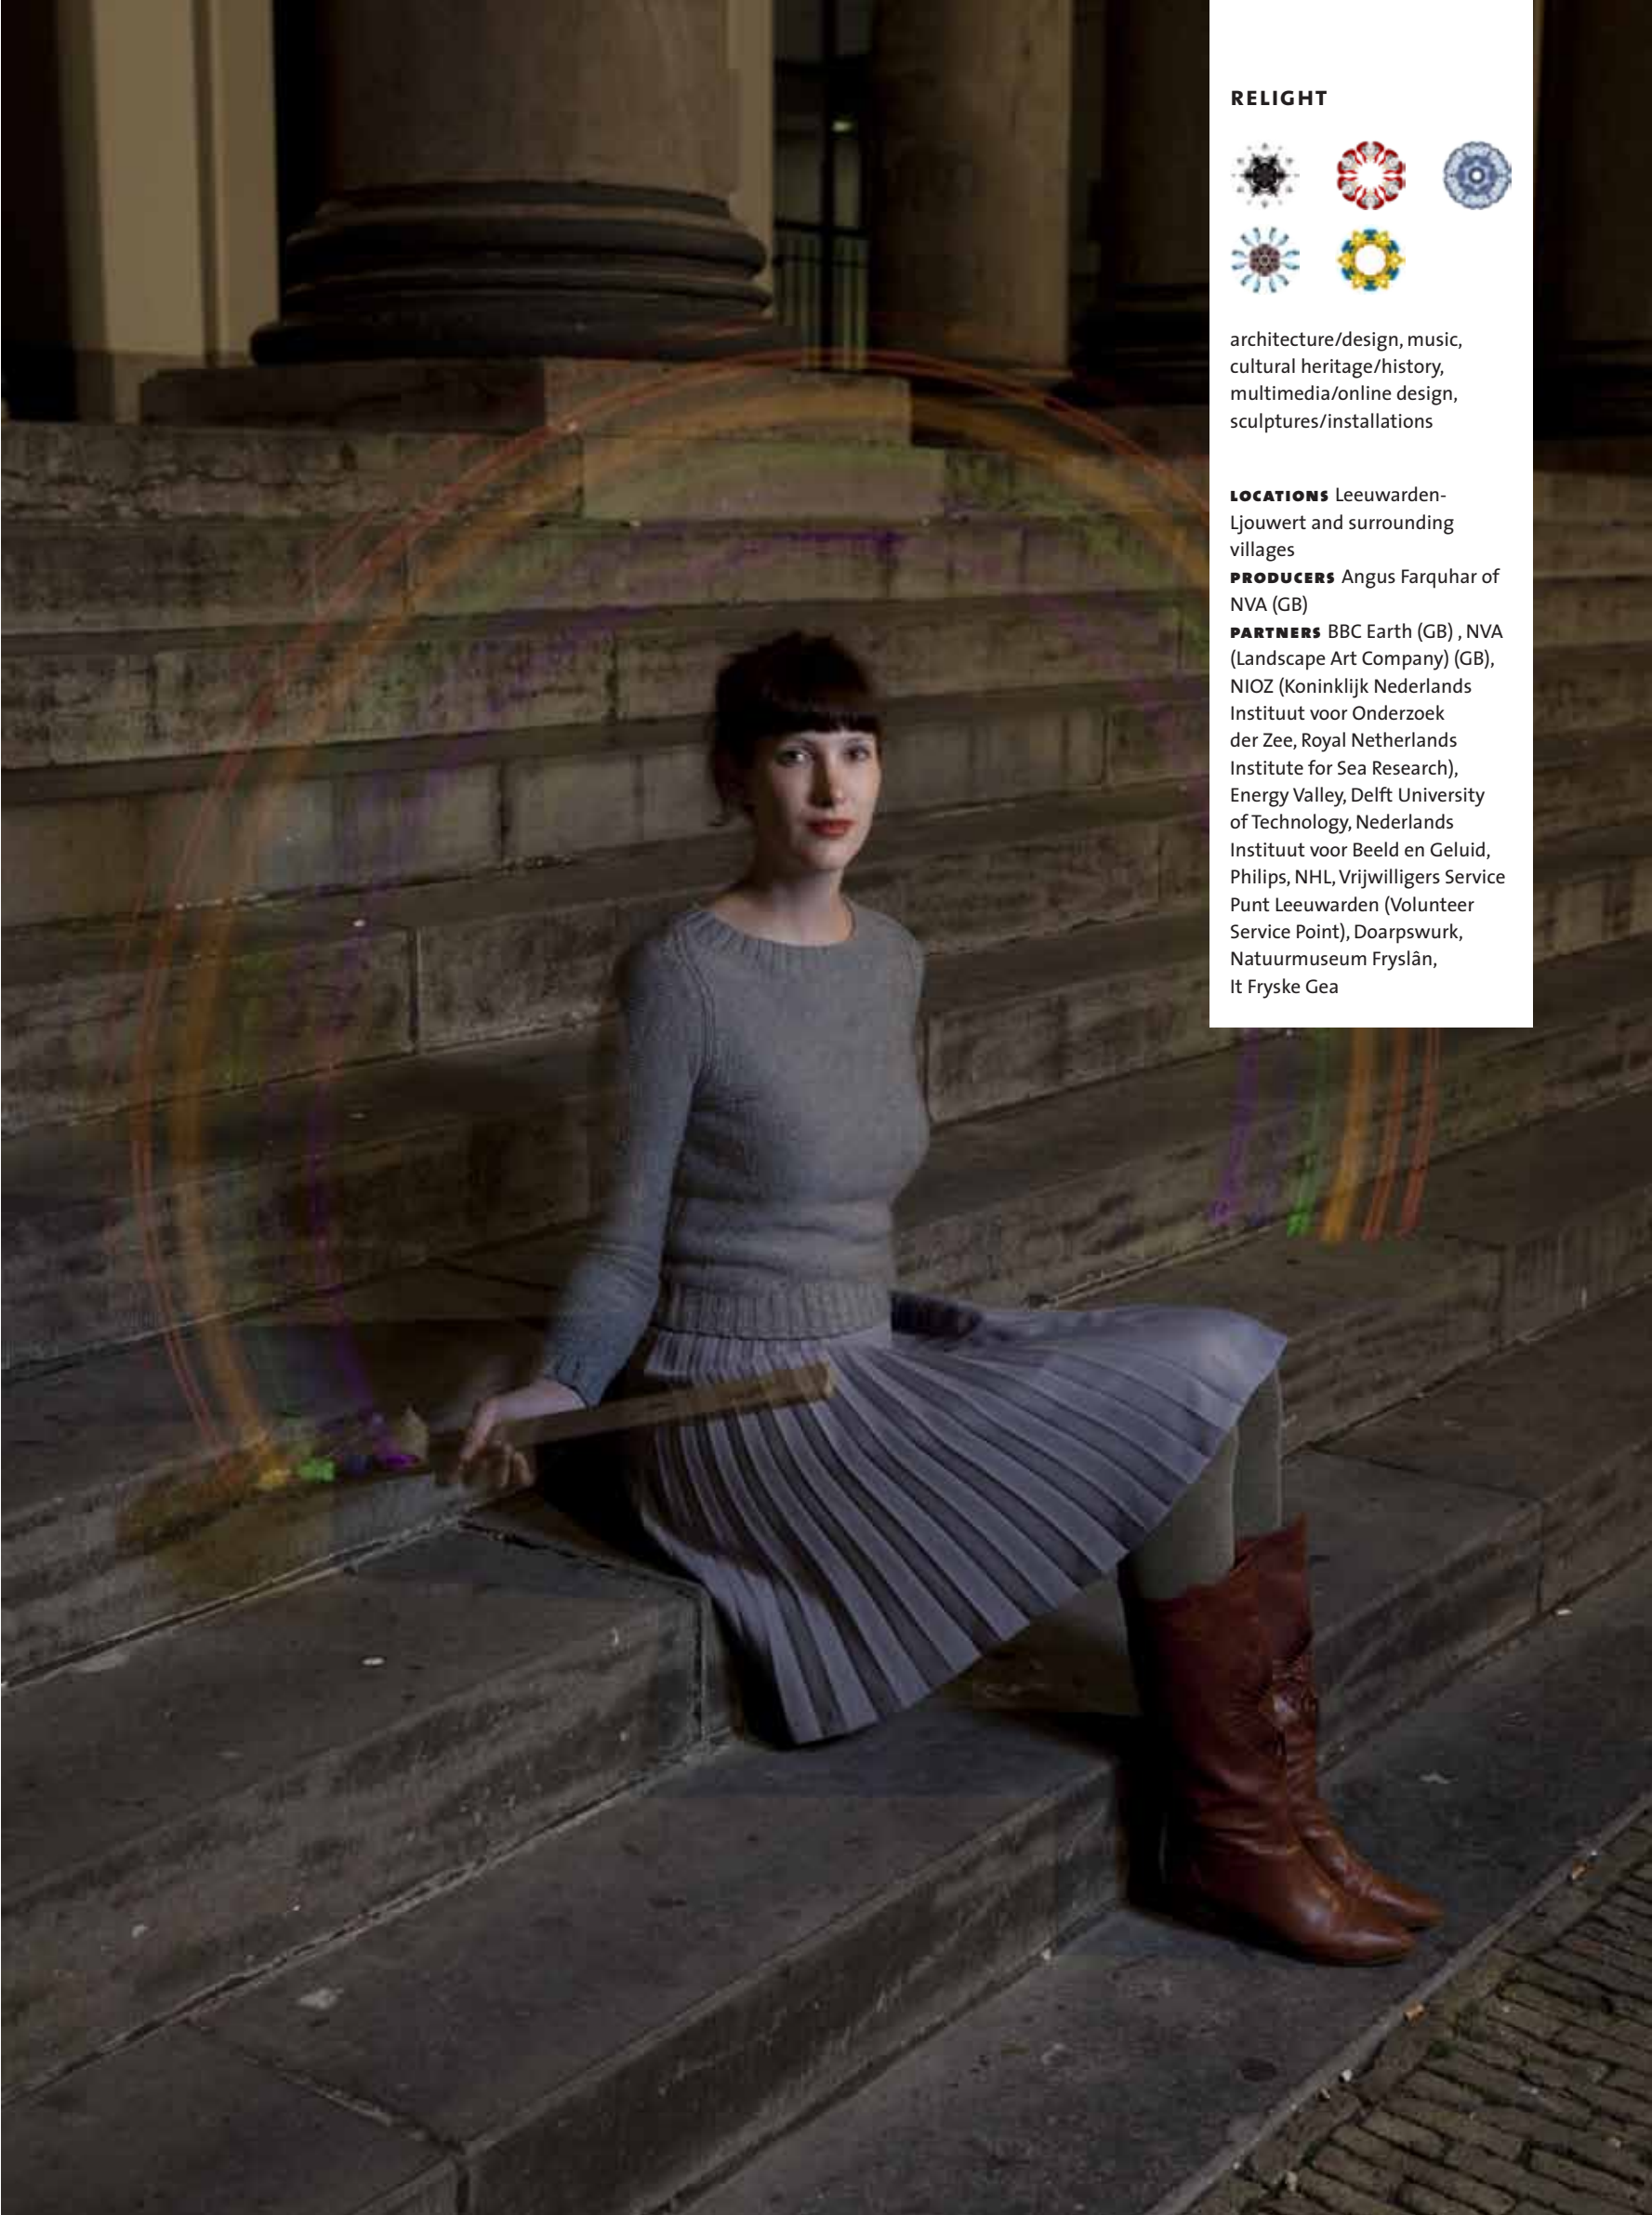 RELIGHT
architecture/design, music,
cultural heritage/history,
multimedia/online design,
sculptures/installations
LOCATIONS Leeuwarden-
Ljouwert and surrounding
villages
PRODUCERS Angus Farquhar of
NVA (GB)
PARTNERS BBC Earth (GB) , NVA
(Landscape Art Company) (GB),
NIOZ (Koninklijk Nederlands
Instituut voor Onderzoek
der Zee, Royal Netherlands
Institute for Sea Research),
Energy Valley, Delft University
of Technology, Nederlands
Instituut voor Beeld en Geluid,
Philips, NHL, Vrijwilligers Service
Punt Leeuwarden (Volunteer
Service Point), Doarpswurk,
Natuurmuseum Fryslân,
It Fryske Gea